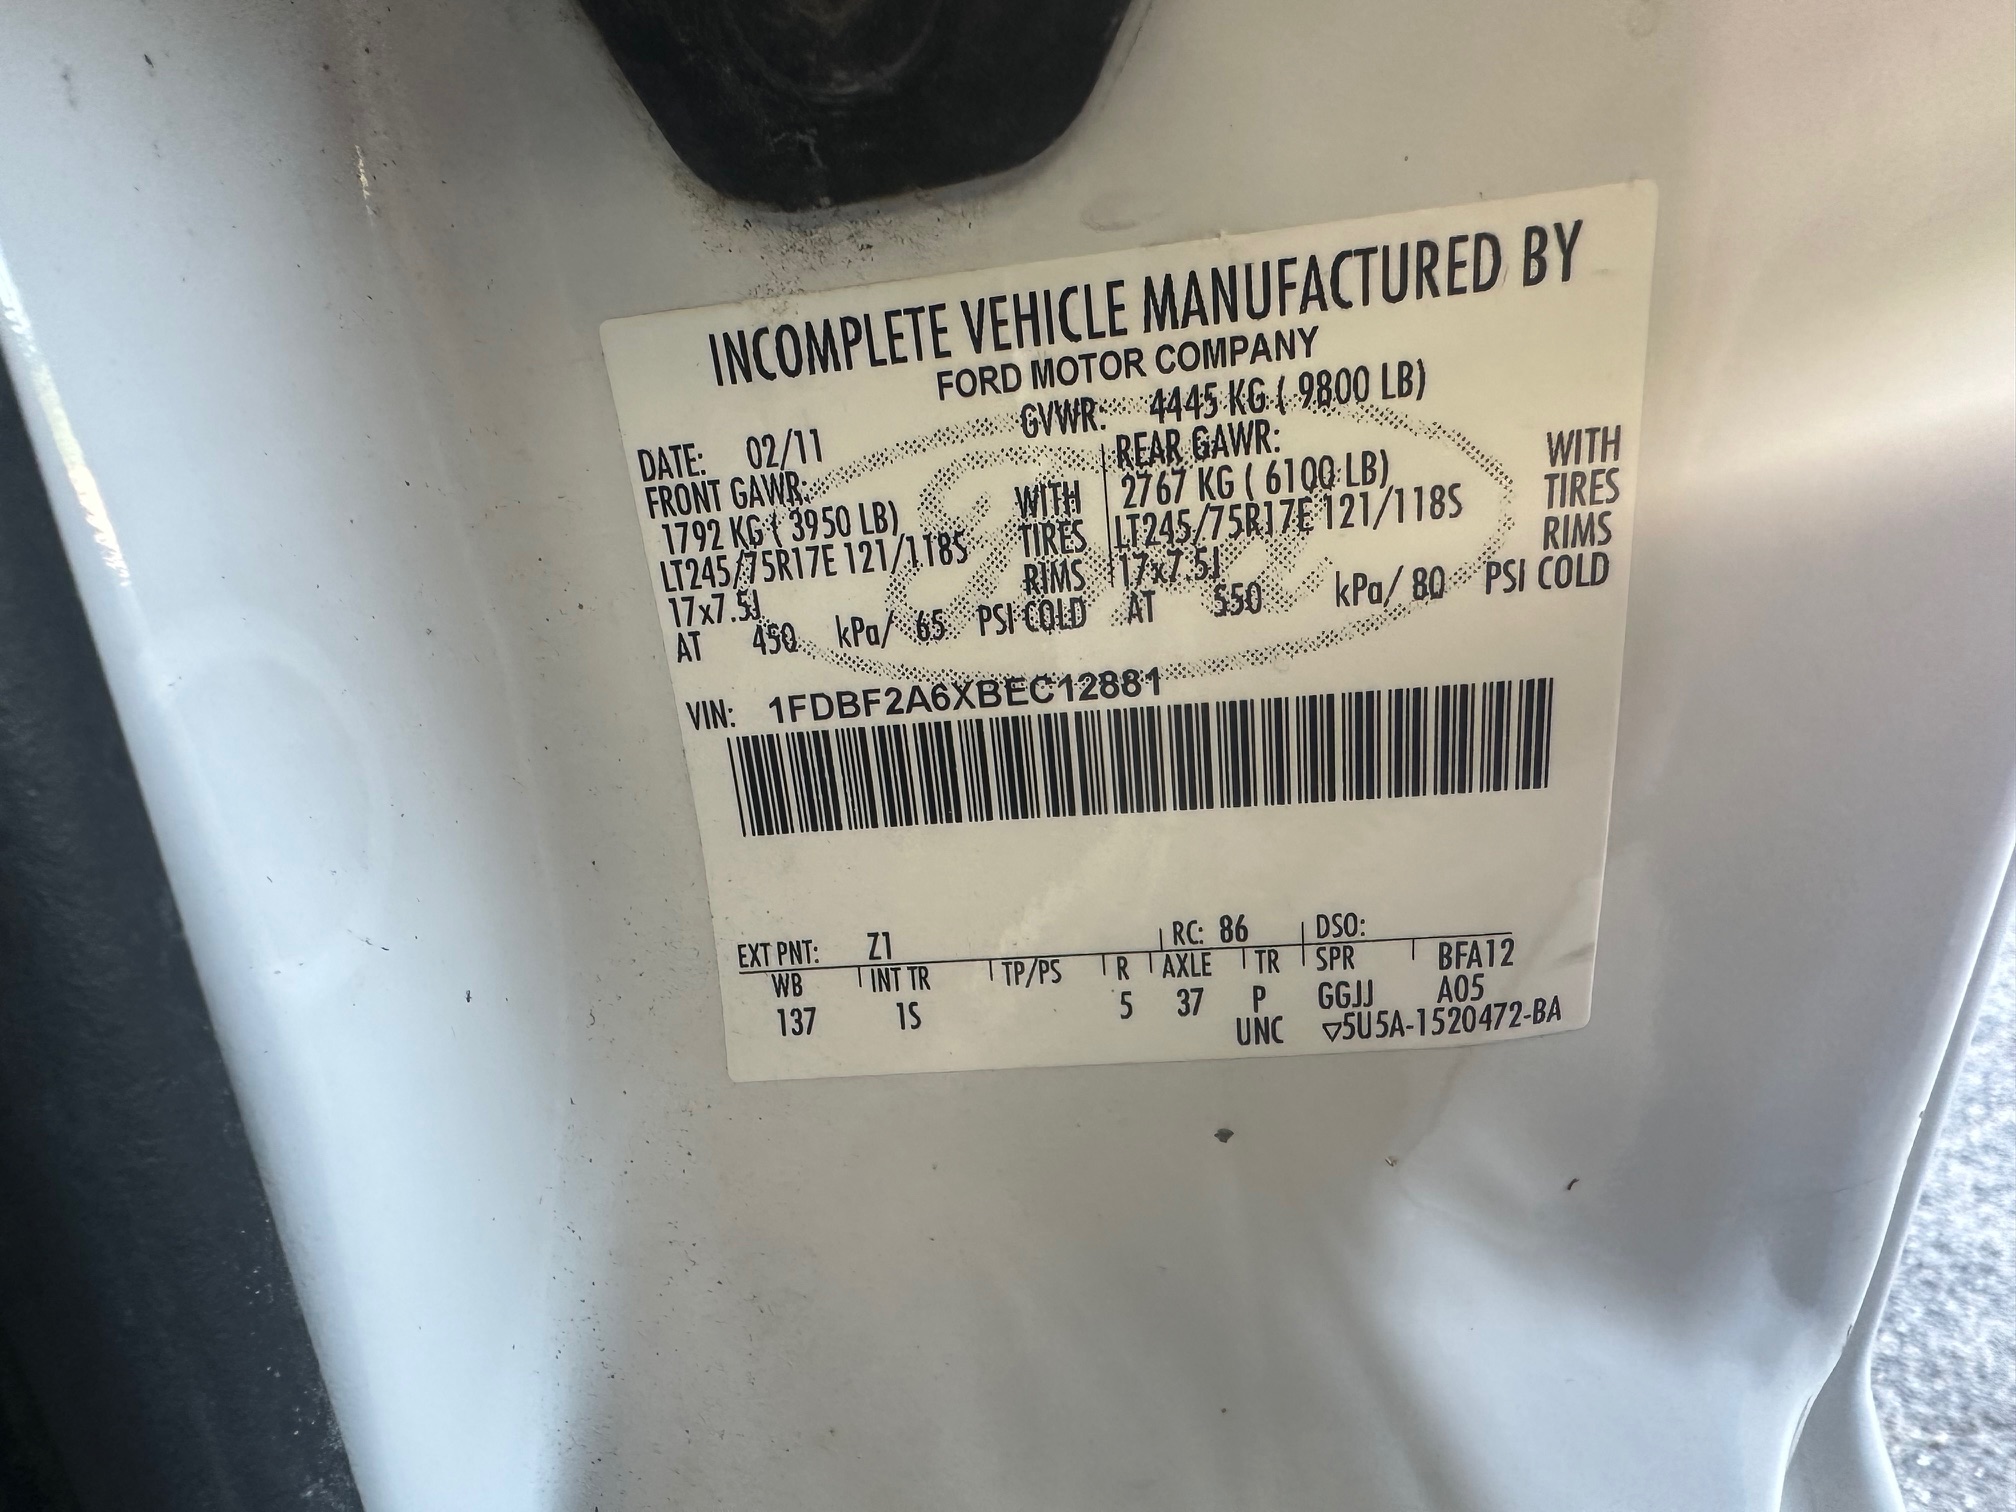 INCOMPLETE VEHICLE MANUFACTURED BY
FORD MOTOR COMPANY
DATE: 02/11 GVWR: 4445 KG ( 9800 LB)
FRONT GAWR: REAR GAWR:
1792 KG ( 3950 LB) WITH 2767 KG ( 6100 LB) WITH
LT245/75R17E 121/118S TIRES LT245/75R17E 121/118S TIRES
17x7.5J RIMS 17x7.5J RIMS
AT 450 kPa/ 65 PSI COLD AT 550 kPa/ 80 PSI COLD
VIN: 1FDBF2A6XBEC12881
EXT PNT: Z1 RC: 86 DSO:
WB INT TR TP/PS R AXLE TR SPR BFA12
137 1S 5 37 P GGJJ A05
UNC ▽5U5A-1520472-BA
Ford